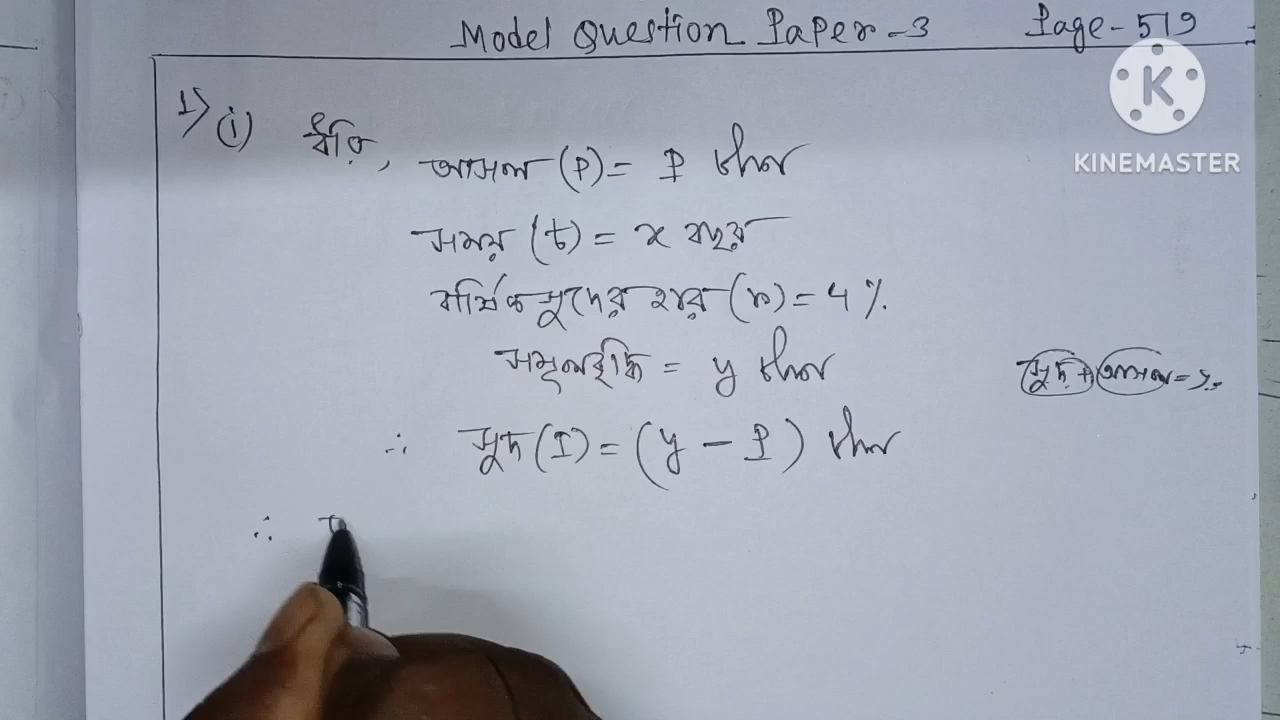 Model Question Paper-3 Page-519
K
KINEMASTER
1) (i) ধরি, আসল (P) = P টাকা
সময় (t) = x বছর
বার্ষিক সুদের হার (r) = 4 %
সমূলবৃদ্ধি = y টাকা
সুদ + আসল =
∴ সুদ (I) = (y - P) টাকা
∴